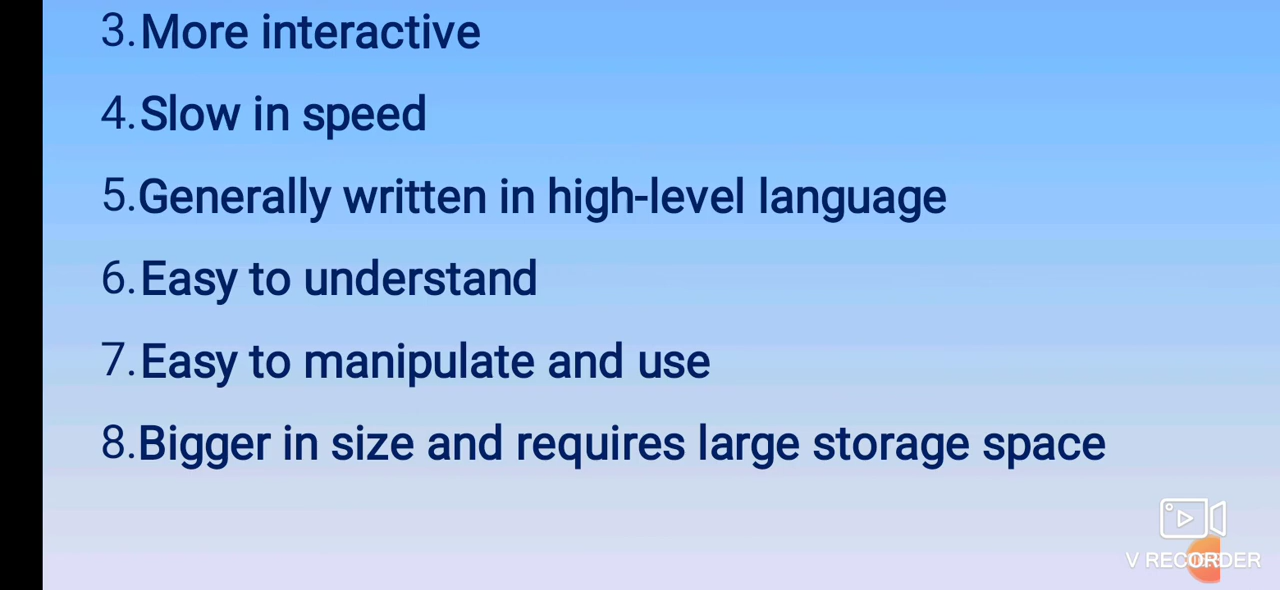 3.More interactive
4.Slow in speed
5.Generally written in high-level language
6.Easy to understand
7.Easy to manipulate and use
8.Bigger in size and requires large storage space
V RECORDER